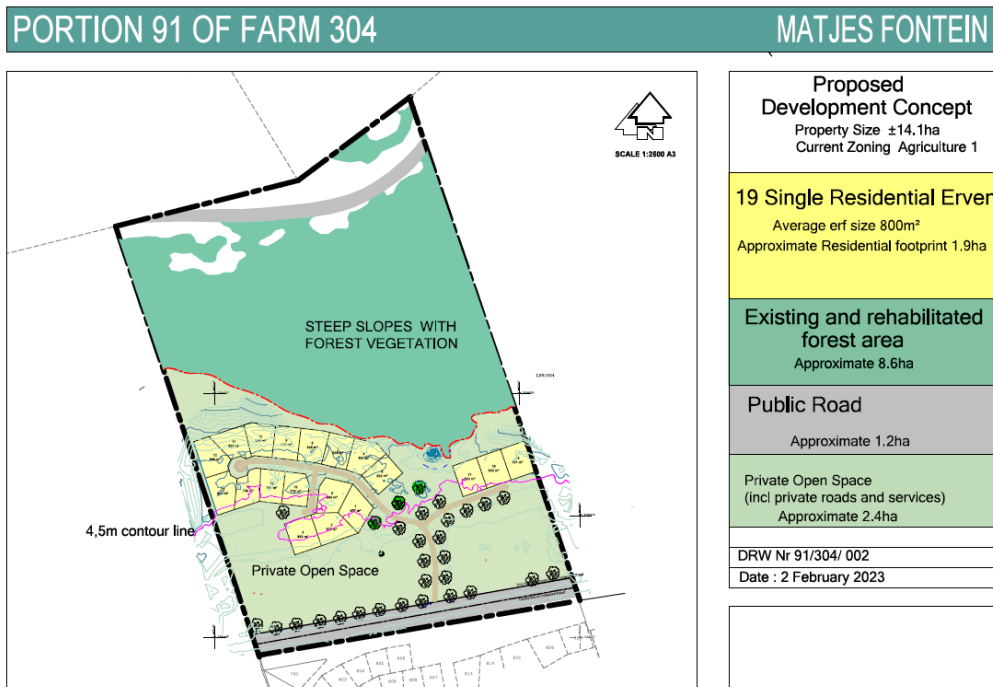 PORTION 91 OF FARM 304
MATJES FONTEIN
N
SCALE 1:2500 A3
STEEP SLOPES WITH
FOREST VEGETATION
4,5m contour line
Private Open Space
Proposed
Development Concept
Property Size ±14.1ha
Current Zoning Agriculture 1
19 Single Residential Erven
Average erf size 800m²
Approximate Residential footprint 1,9ha
Existing and rehabilitated
forest area
Approximate 8.6ha
Public Road
Approximate 1.2ha
Private Open Space
(incl private roads and services)
Approximate 2.4ha
DRW Nr 91/304/ 002
Date : 2 February 2023